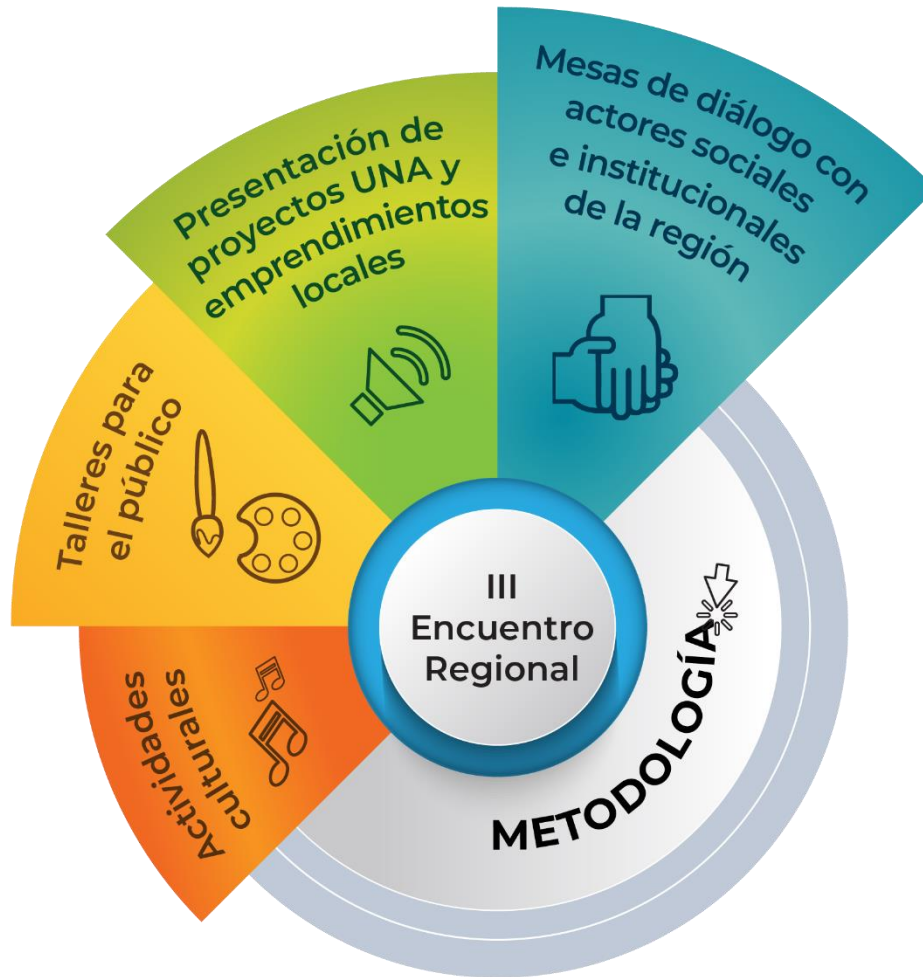 Mesas de diálogo con
actores sociales
e institucionales
de la región
Presentación de
proyectos UNA y
emprendimientos
locales
Talleres para
el público
Actividades
culturales
III
Encuentro
Regional
METODOLOGÍA